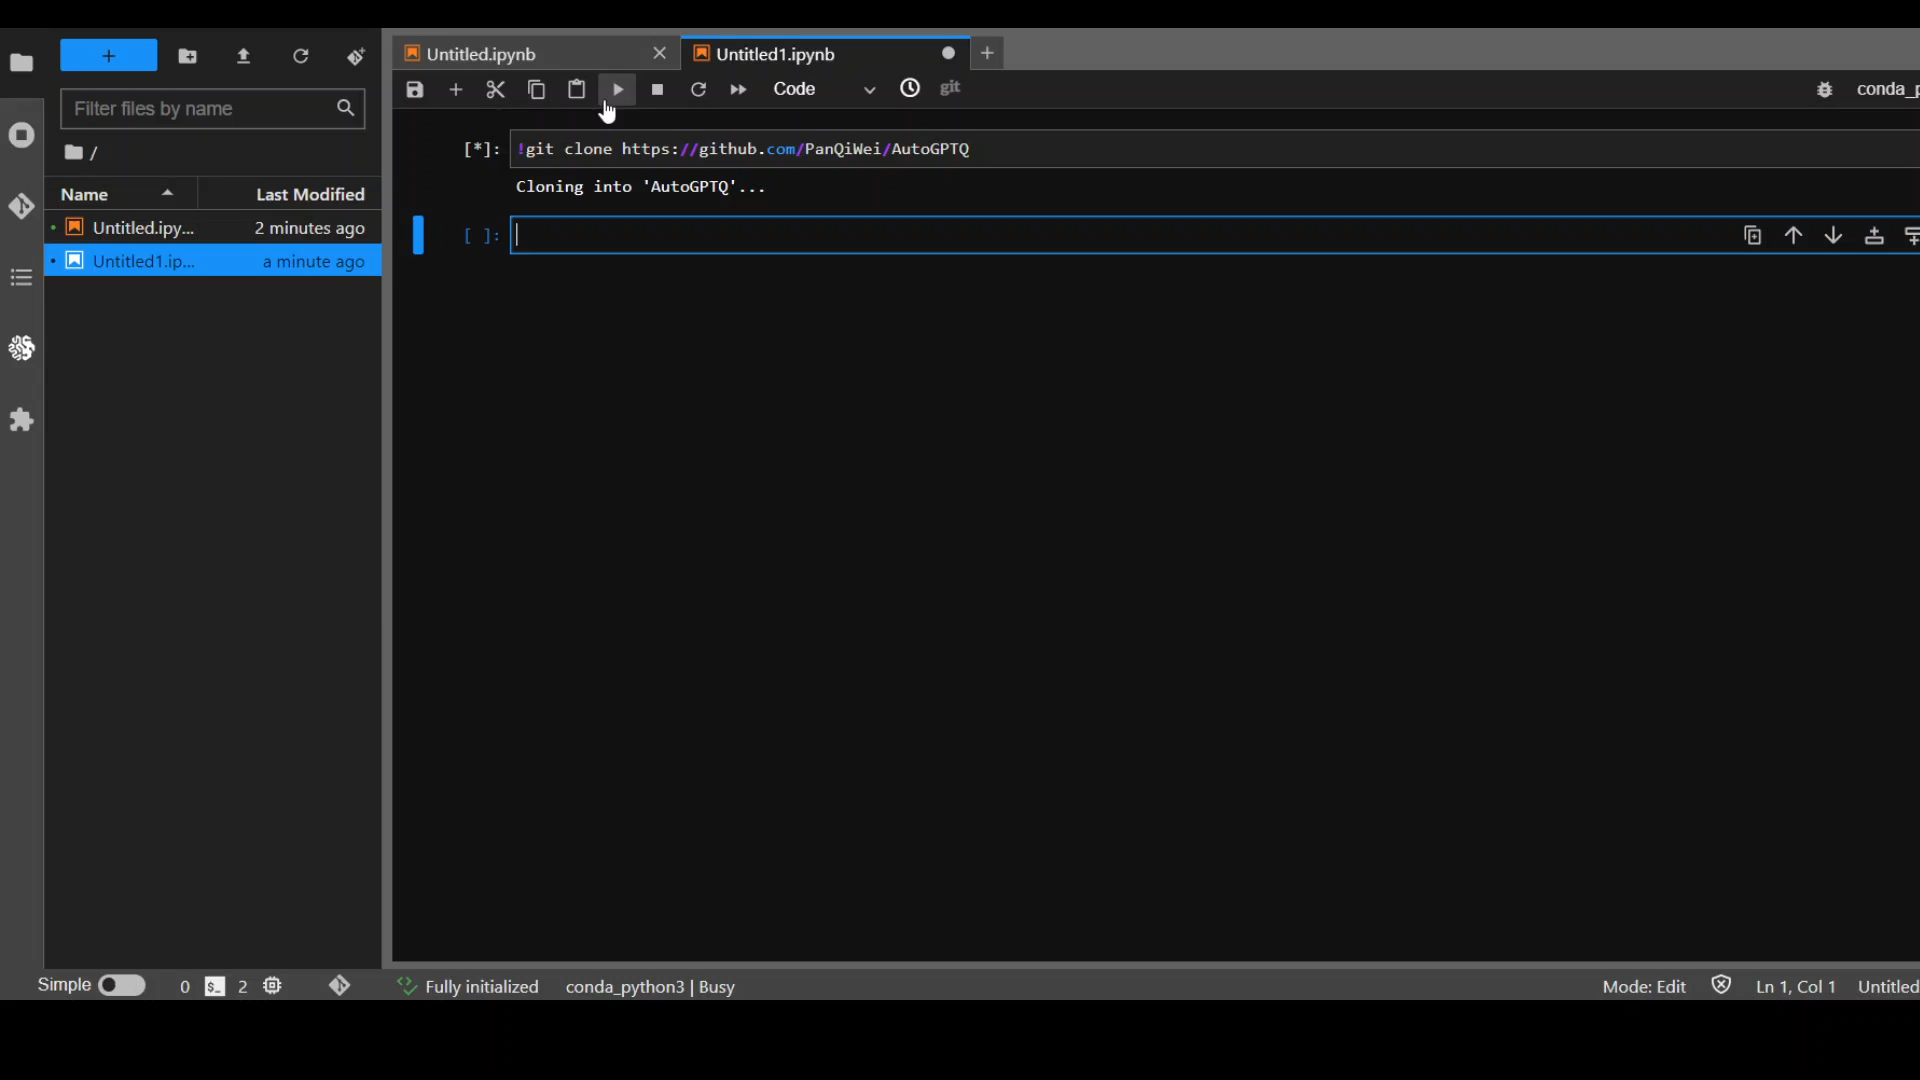 Untitled.ipynb
Untitled1.ipynb
Code
git
conda_p
Filter files by name
/
Name
Last Modified
Untitled.ipy...
2 minutes ago
Untitled1.ip...
a minute ago
[*]:
!git clone https://github.com/PanQiWei/AutoGPTQ
Cloning into 'AutoGPTQ'...
[ ]:
Simple
0
$_
2
Fully initialized
conda_python3 | Busy
Mode: Edit
Ln 1, Col 1
Untitled